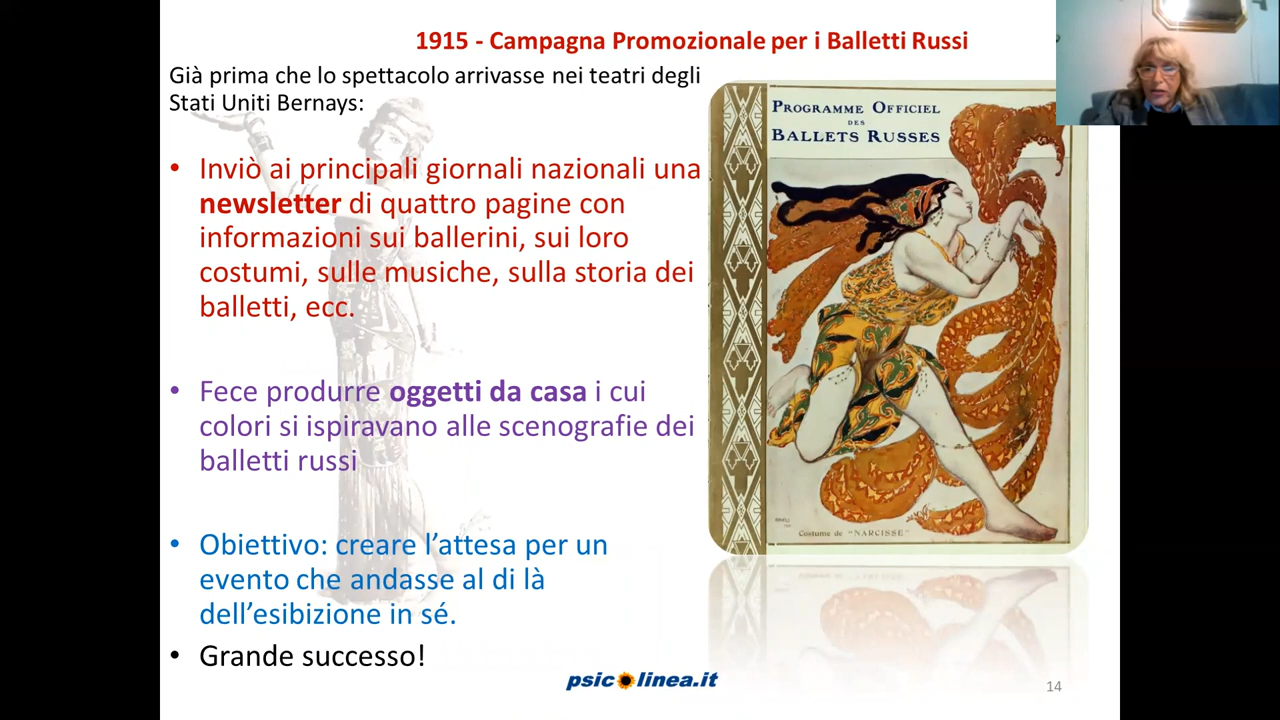 1915 - Campagna Promozionale per i Balletti Russi
Già prima che lo spettacolo arrivasse nei teatri degli
Stati Uniti Bernays:
• Inviò ai principali giornali nazionali una
newsletter di quattro pagine con
informazioni sui ballerini, sui loro
costumi, sulle musiche, sulla storia dei
balletti, ecc.
• Fece produrre oggetti da casa i cui
colori si ispiravano alle scenografie dei
balletti russi
• Obiettivo: creare l’attesa per un
evento che andasse al di là
dell’esibizione in sé.
• Grande successo!
PROGRAMME OFFICIEL
DES
BALLETS RUSSES
Costume de "NARCISSE"
psicolinea.it
14